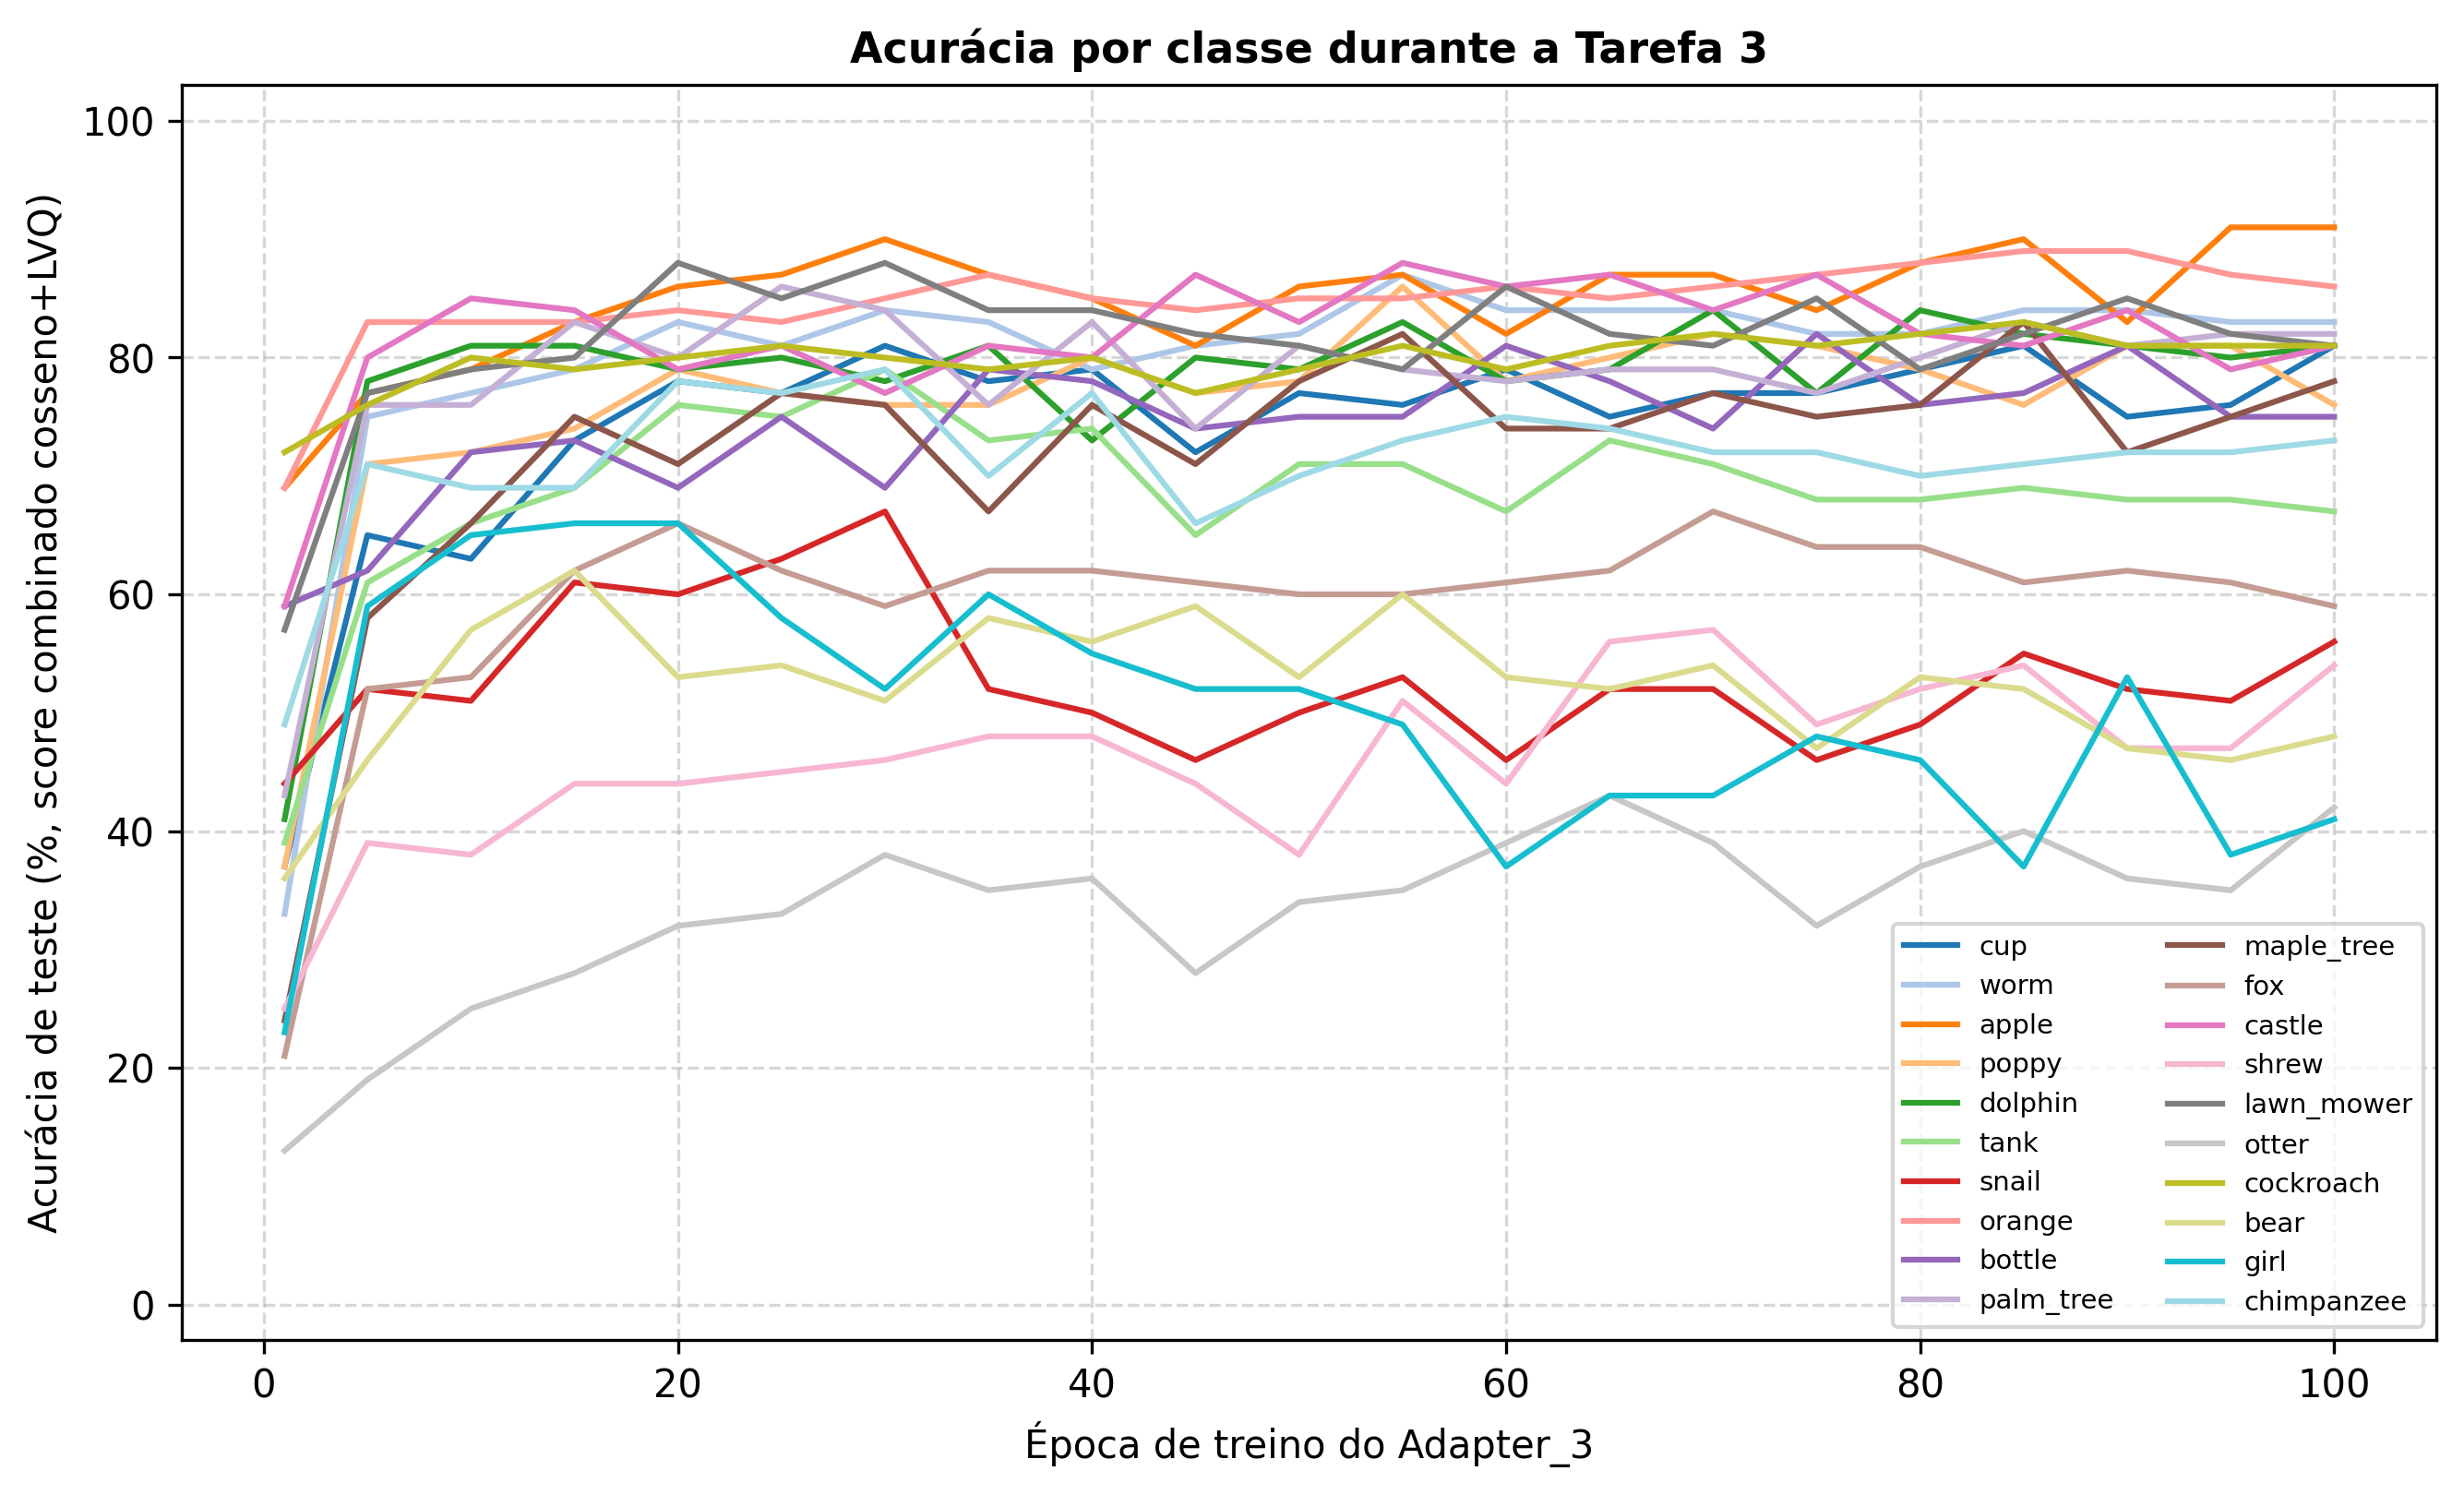 Acurácia por classe durante a Tarefa 3
Acurácia de teste (%, score combinado cosseno+LVQ)
100
80
60
40
20
0
0
20
40
60
80
100
Época de treino do Adapter_3
cup
worm
apple
poppy
dolphin
tank
snail
orange
bottle
palm_tree
maple_tree
fox
castle
shrew
lawn_mower
otter
cockroach
bear
girl
chimpanzee